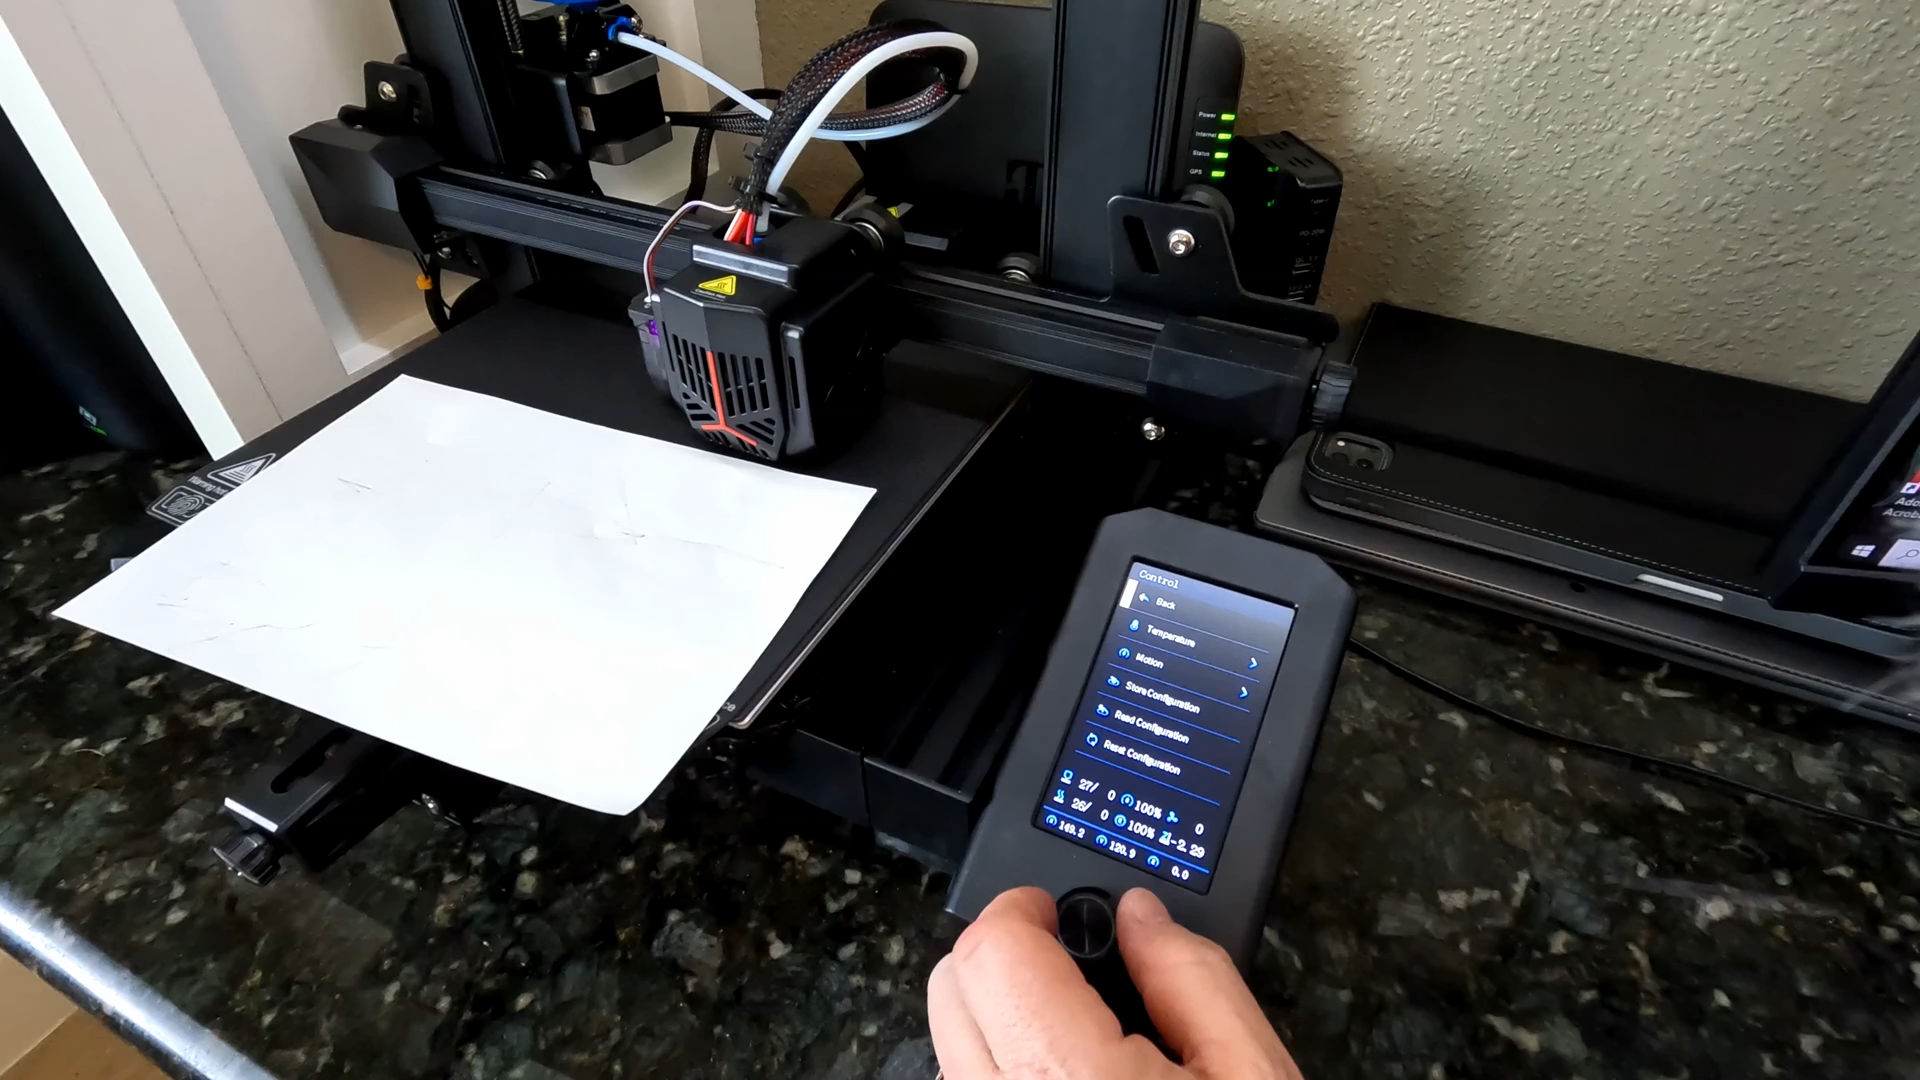 Power
Internet
Status
GPS
Control
Back
Temperature
Motion
Store Configuration
Read Configuration
Reset Configuration
27/ 0 100% 0
26/ 0 100% Z -2.29
149.2 120.9 0.0